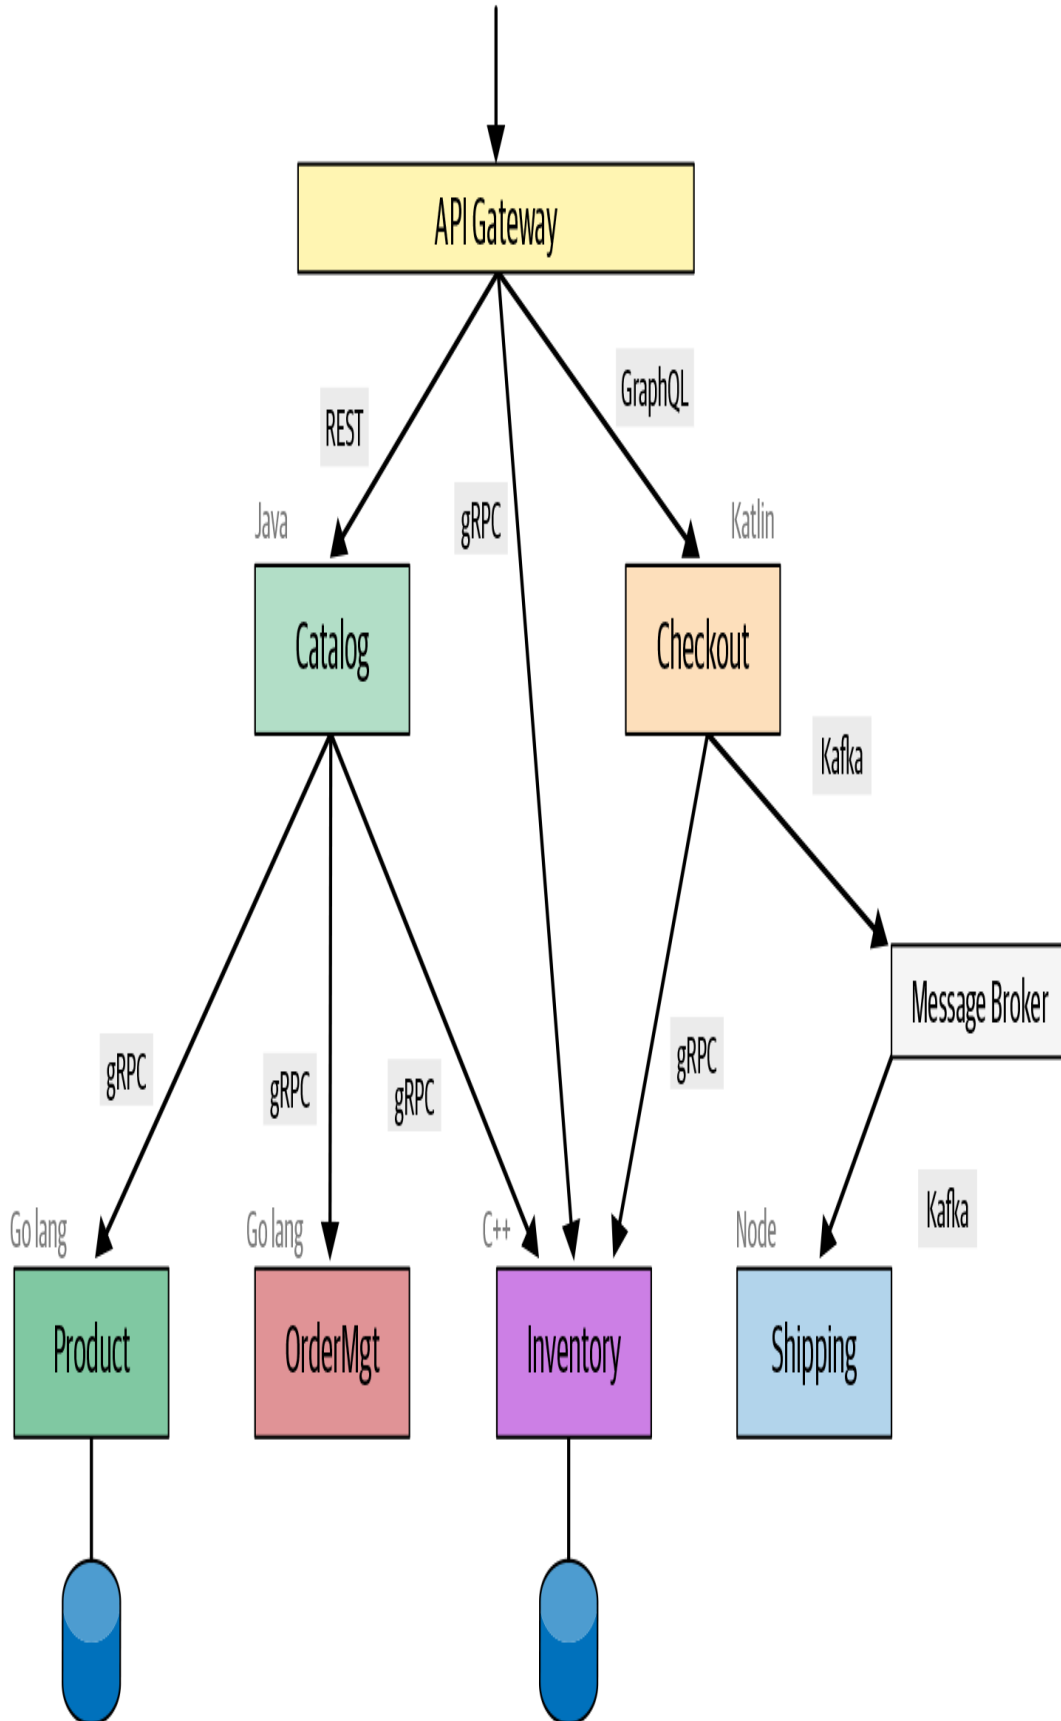 API Gateway
REST
GraphQL
gRPC
Java
Katlin
Catalog
Checkout
Kafka
Message Broker
gRPC
gRPC
gRPC
gRPC
Kafka
Go lang
Go lang
C++
Node
Product
OrderMgt
Inventory
Shipping